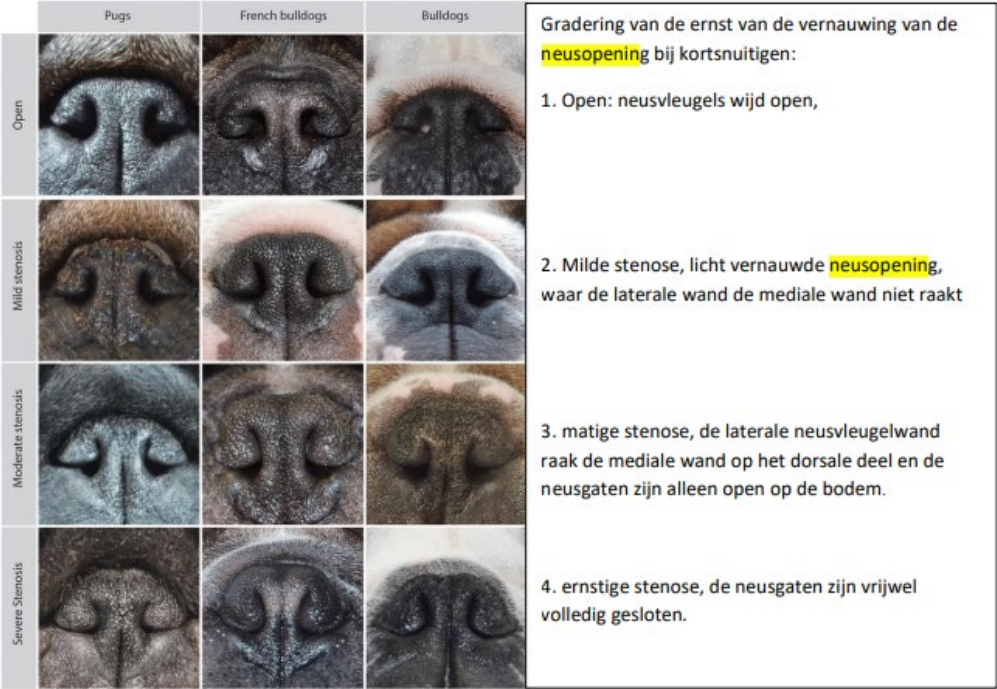 Pugs French bulldogs Bulldogs
Open
Mild stenosis
Moderate stenosis
Severe Stenosis
Gradering van de ernst van de vernauwing van de
neusopening bij kortsnuitigen:
1. Open: neusvleugels wijd open,
2. Milde stenose, licht vernauwde neusopening,
waar de laterale wand de mediale wand niet raakt
3. matige stenose, de laterale neusvleugelwand
raak de mediale wand op het dorsale deel en de
neusgaten zijn alleen open op de bodem.
4. ernstige stenose, de neusgaten zijn vrijwel
volledig gesloten.